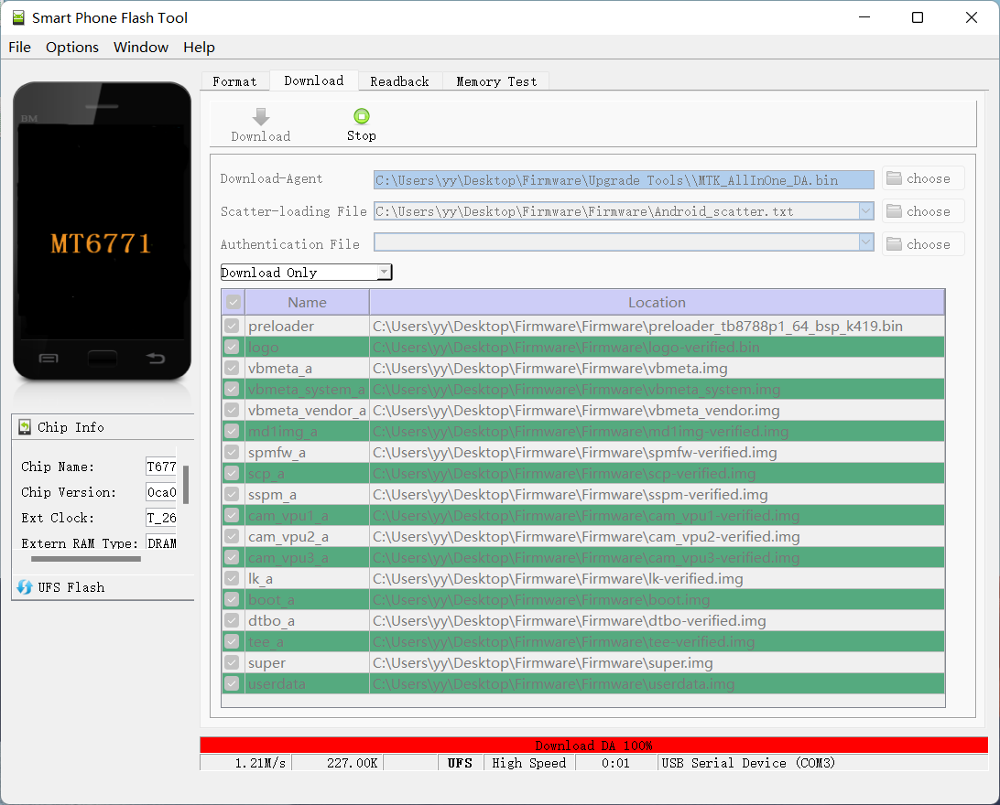 Smart Phone Flash Tool
File Options Window Help
Format Download Readback Memory Test
BM
Download Stop
Download-Agent C:\Users\yy\Desktop\Firmware\Upgrade Tools\\MTK_AllInOne_DA.bin choose
Scatter-loading File C:\Users\yy\Desktop\Firmware\Firmware\Android_scatter.txt choose
Authentication File choose
MT6771
Download Only
Name Location
preloader C:\Users\yy\Desktop\Firmware\Firmware\preloader_tb8788p1_64_bsp_k419.bin
logo C:\Users\yy\Desktop\Firmware\Firmware\logo-verified.bin
vbmeta_a C:\Users\yy\Desktop\Firmware\Firmware\vbmeta.img
vbmeta_system_a C:\Users\yy\Desktop\Firmware\Firmware\vbmeta_system.img
vbmeta_vendor_a C:\Users\yy\Desktop\Firmware\Firmware\vbmeta_vendor.img
md1img_a C:\Users\yy\Desktop\Firmware\Firmware\md1img-verified.img
spmfw_a C:\Users\yy\Desktop\Firmware\Firmware\spmfw-verified.img
scp_a C:\Users\yy\Desktop\Firmware\Firmware\scp-verified.img
sspm_a C:\Users\yy\Desktop\Firmware\Firmware\sspm-verified.img
cam_vpu1_a C:\Users\yy\Desktop\Firmware\Firmware\cam_vpu1-verified.img
cam_vpu2_a C:\Users\yy\Desktop\Firmware\Firmware\cam_vpu2-verified.img
cam_vpu3_a C:\Users\yy\Desktop\Firmware\Firmware\cam_vpu3-verified.img
lk_a C:\Users\yy\Desktop\Firmware\Firmware\lk-verified.img
boot_a C:\Users\yy\Desktop\Firmware\Firmware\boot.img
dtbo_a C:\Users\yy\Desktop\Firmware\Firmware\dtbo-verified.img
tee_a C:\Users\yy\Desktop\Firmware\Firmware\tee-verified.img
super C:\Users\yy\Desktop\Firmware\Firmware\super.img
userdata C:\Users\yy\Desktop\Firmware\Firmware\userdata.img
Chip Info
Chip Name: T677
Chip Version: 0ca0
Ext Clock: T_26
Extern RAM Type: DRAM
UFS Flash
Download DA 100%
1.21M/s 227.00K UFS High Speed 0:01 USB Serial Device (COM3)